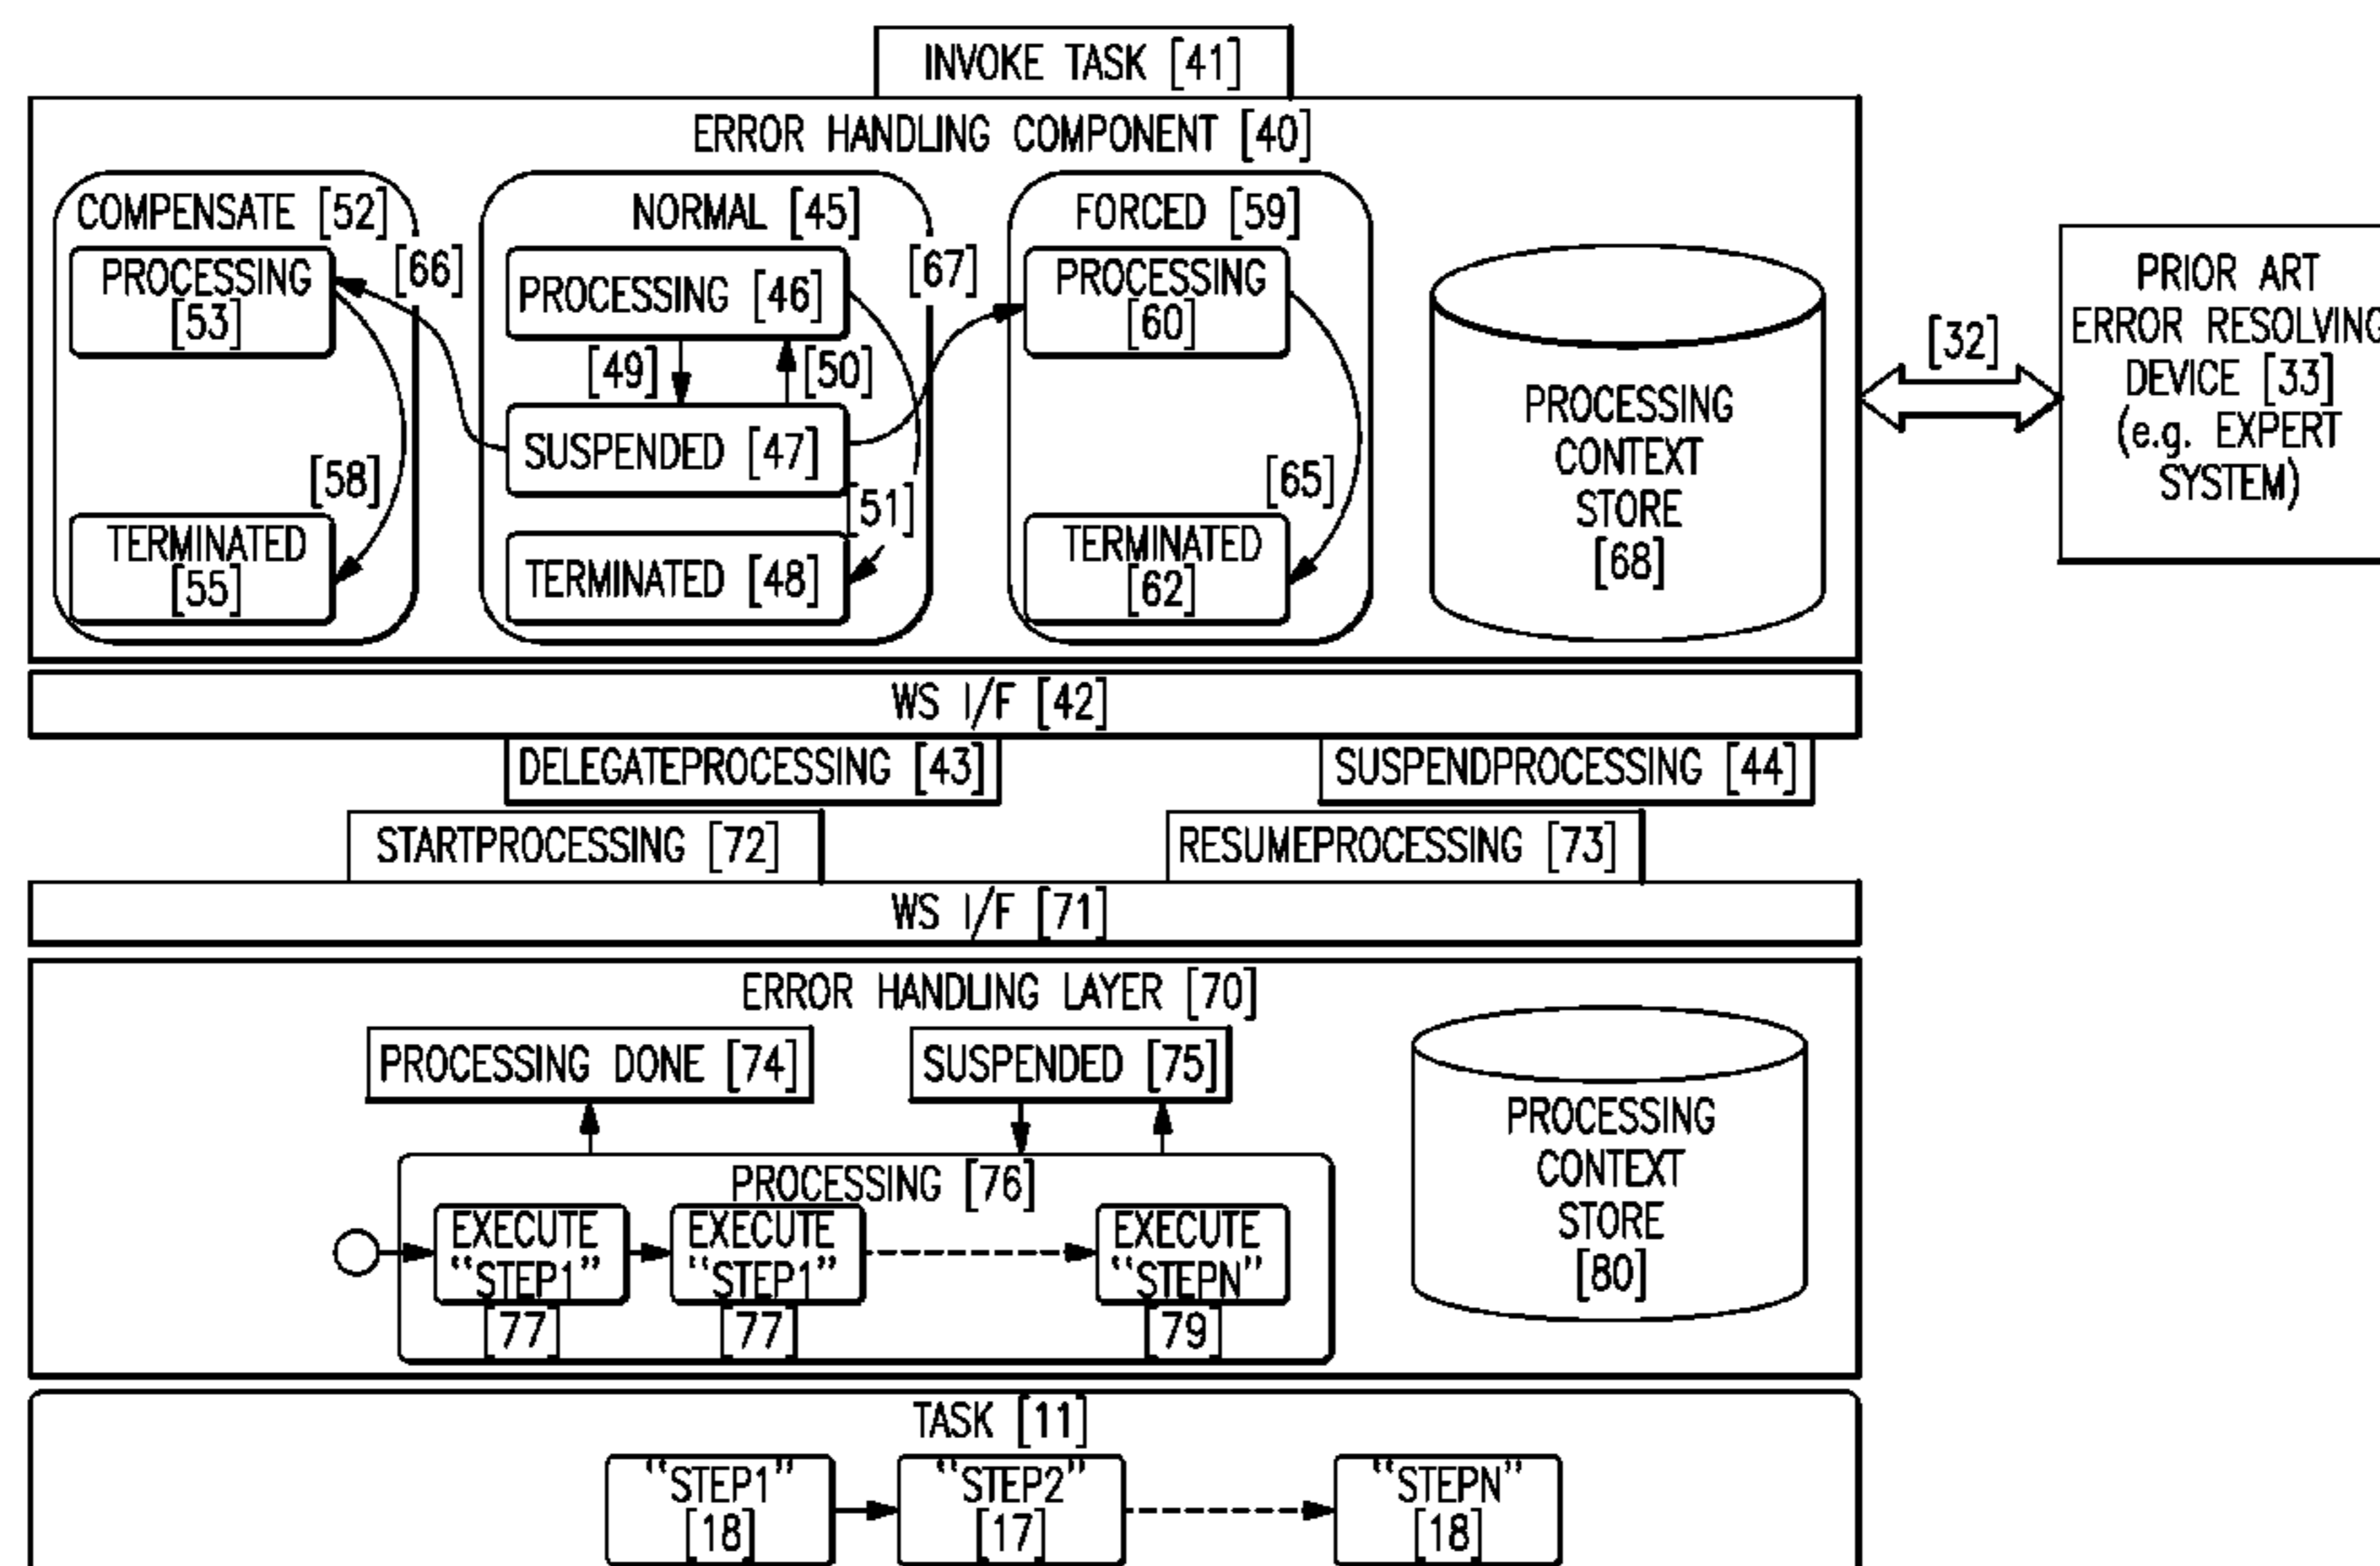 INVOKE TASK [41]
ERROR HANDLING COMPONENT [40]
COMPENSATE [52]
PROCESSING
[53]
[58]
TERMINATED
[55]
[66]
NORMAL [45]
PROCESSING [46]
[49]
[50]
SUSPENDED [47]
[51]
TERMINATED [48]
[67]
FORCED [59]
PROCESSING
[60]
[65]
TERMINATED
[62]
PROCESSING
CONTEXT
STORE
[68]
[32]
PRIOR ART
ERROR RESOLVING
DEVICE [33]
(e.g. EXPERT
SYSTEM)
WS I/F [42]
DELEGATEPROCESSING [43]
SUSPENDPROCESSING [44]
STARTPROCESSING [72]
RESUMEPROCESSING [73]
WS I/F [71]
ERROR HANDLING LAYER [70]
PROCESSING DONE [74]
SUSPENDED [75]
PROCESSING [76]
EXECUTE
"STEP1"
[77]
EXECUTE
"STEP1"
[77]
EXECUTE
"STEPN"
[79]
PROCESSING
CONTEXT
STORE
[80]
TASK [11]
"STEP1"
[18]
"STEP2"
[17]
"STEPN"
[18]